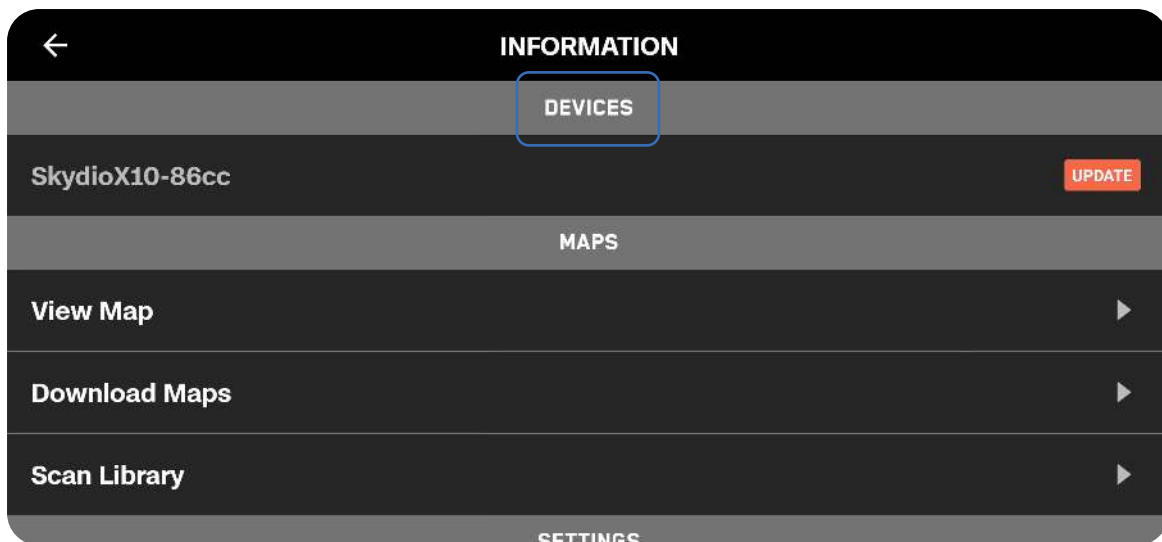 INFORMATION
DEVICES
SkydioX10-86cc
UPDATE
MAPS
View Map
Download Maps
Scan Library
SETTINGS